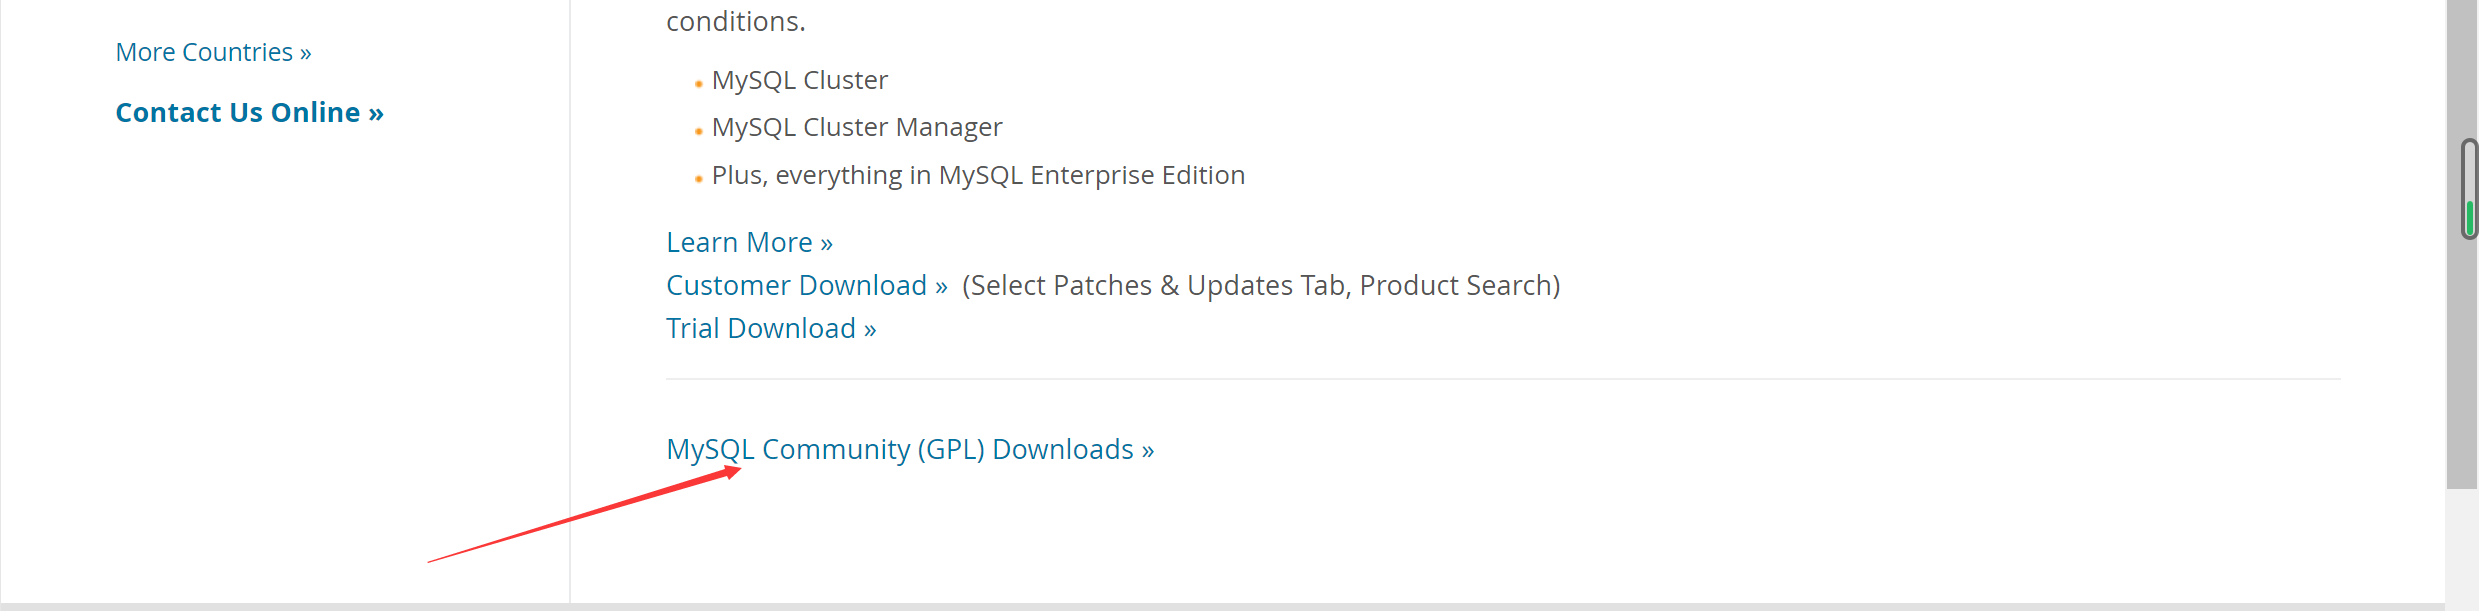 More Countries »
Contact Us Online »
conditions.
MySQL Cluster
MySQL Cluster Manager
Plus, everything in MySQL Enterprise Edition
Learn More »
Customer Download » (Select Patches & Updates Tab, Product Search)
Trial Download »
MySQL Community (GPL) Downloads »